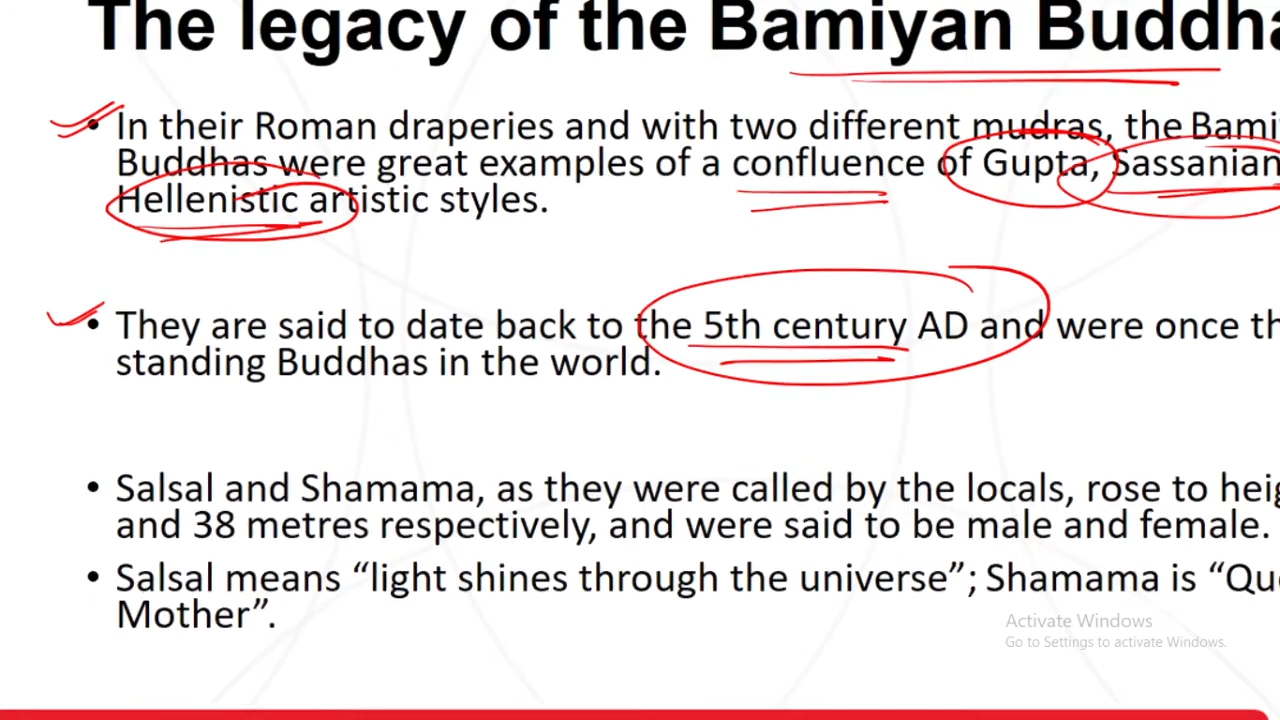 The legacy of the Bamiyan Buddha
• In their Roman draperies and with two different mudras, the Bami
Buddhas were great examples of a confluence of Gupta, Sassanian
Hellenistic artistic styles.
• They are said to date back to the 5th century AD and were once th
standing Buddhas in the world.
• Salsal and Shamama, as they were called by the locals, rose to heig
and 38 metres respectively, and were said to be male and female.
• Salsal means “light shines through the universe”; Shamama is “Que
Mother”.
Activate Windows
Go to Settings to activate Windows.